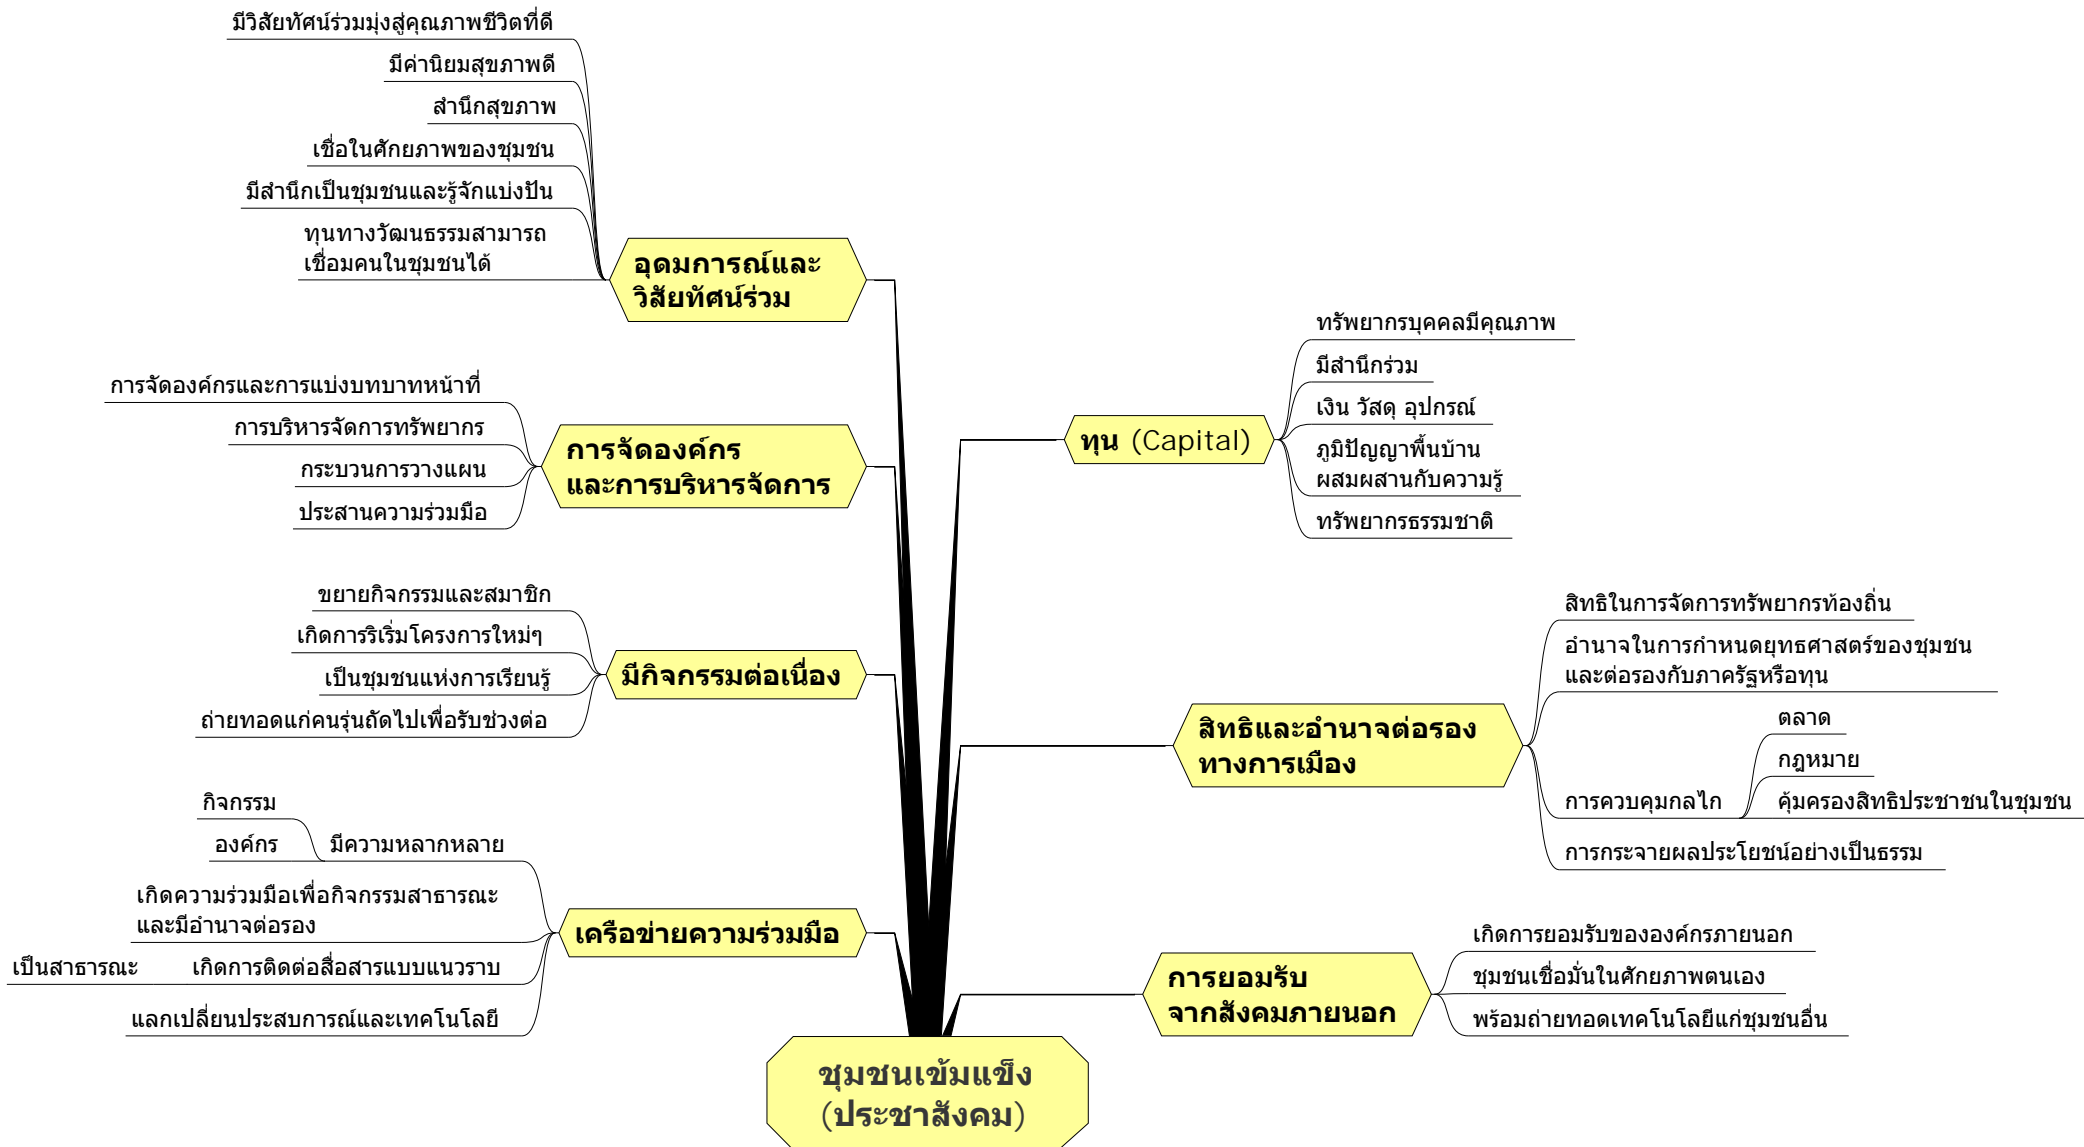 มีวิสัยทัศน์ร่วมมุ่งสู่คุณภาพชีวิตที่ดี
มีค่านิยมสุขภาพดี
สำนึกสุขภาพ
เชื่อในศักยภาพของชุมชน
มีสำนึกเป็นชุมชนและรู้จักแบ่งปัน
ทุนทางวัฒนธรรมสามารถ
เชื่อมคนในชุมชนได้
อุดมการณ์และ
วิสัยทัศน์ร่วม
การจัดองค์กรและการแบ่งบทบาทหน้าที่
การบริหารจัดการทรัพยากร
กระบวนการวางแผน
ประสานความร่วมมือ
การจัดองค์กร
และการบริหารจัดการ
ขยายกิจกรรมและสมาชิก
เกิดการริเริ่มโครงการใหม่ๆ
เป็นชุมชนแห่งการเรียนรู้
ถ่ายทอดแก่คนรุ่นถัดไปเพื่อรับช่วงต่อ
มีกิจกรรมต่อเนื่อง
กิจกรรม
องค์กร
มีความหลากหลาย
เกิดความร่วมมือเพื่อกิจกรรมสาธารณะ
และมีอำนาจต่อรอง
เป็นสาธารณะ
เกิดการติดต่อสื่อสารแบบแนวราบ
แลกเปลี่ยนประสบการณ์และเทคโนโลยี
เครือข่ายความร่วมมือ
ทุน (Capital)
ทรัพยากรบุคคลมีคุณภาพ
มีสำนึกร่วม
เงิน วัสดุ อุปกรณ์
ภูมิปัญญาพื้นบ้าน
ผสมผสานกับความรู้
ทรัพยากรธรรมชาติ
สิทธิและอำนาจต่อรอง
ทางการเมือง
สิทธิในการจัดการทรัพยากรท้องถิ่น
อำนาจในการกำหนดยุทธศาสตร์ของชุมชน
และต่อรองกับภาครัฐหรือทุน
การควบคุมกลไก
ตลาด
กฎหมาย
คุ้มครองสิทธิประชาชนในชุมชน
การกระจายผลประโยชน์อย่างเป็นธรรม
การยอมรับ
จากสังคมภายนอก
เกิดการยอมรับขององค์กรภายนอก
ชุมชนเชื่อมั่นในศักยภาพตนเอง
พร้อมถ่ายทอดเทคโนโลยีแก่ชุมชนอื่น
ชุมชนเข้มแข็ง
(ประชาสังคม)